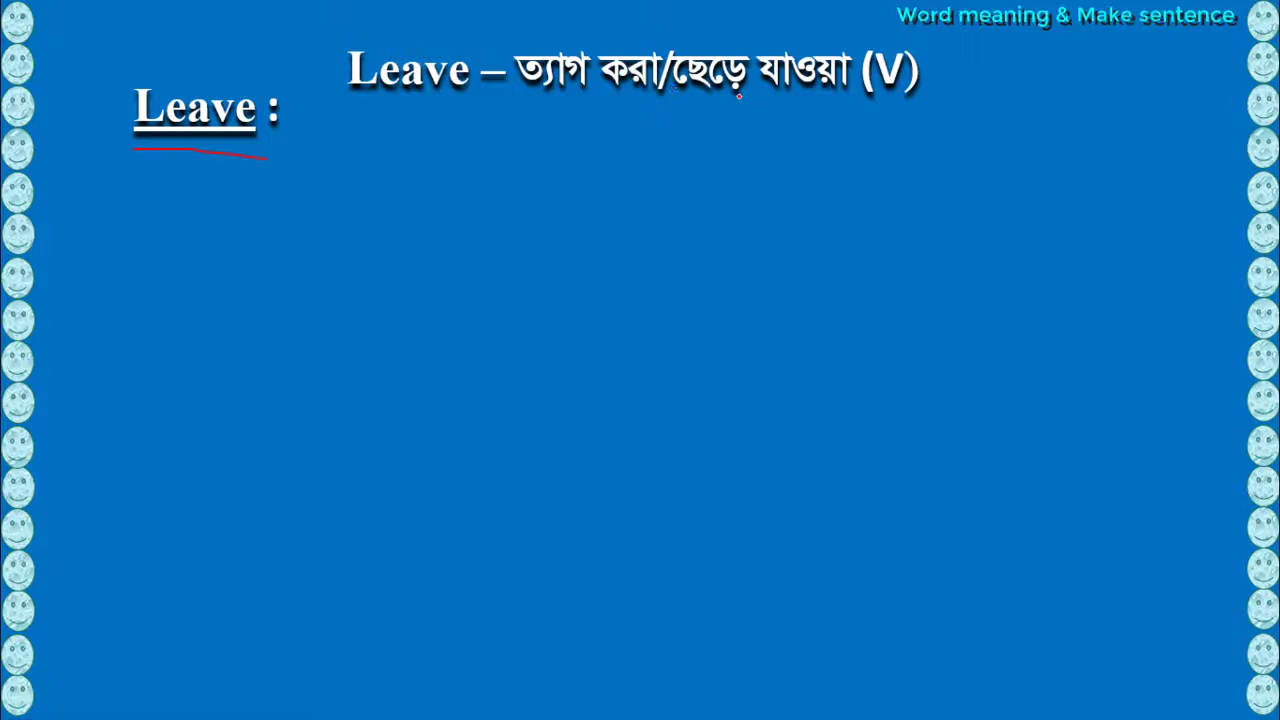 Word meaning & Make sentence
Leave – ত্যাগ করা/ছেড়ে যাওয়া (V)
Leave :